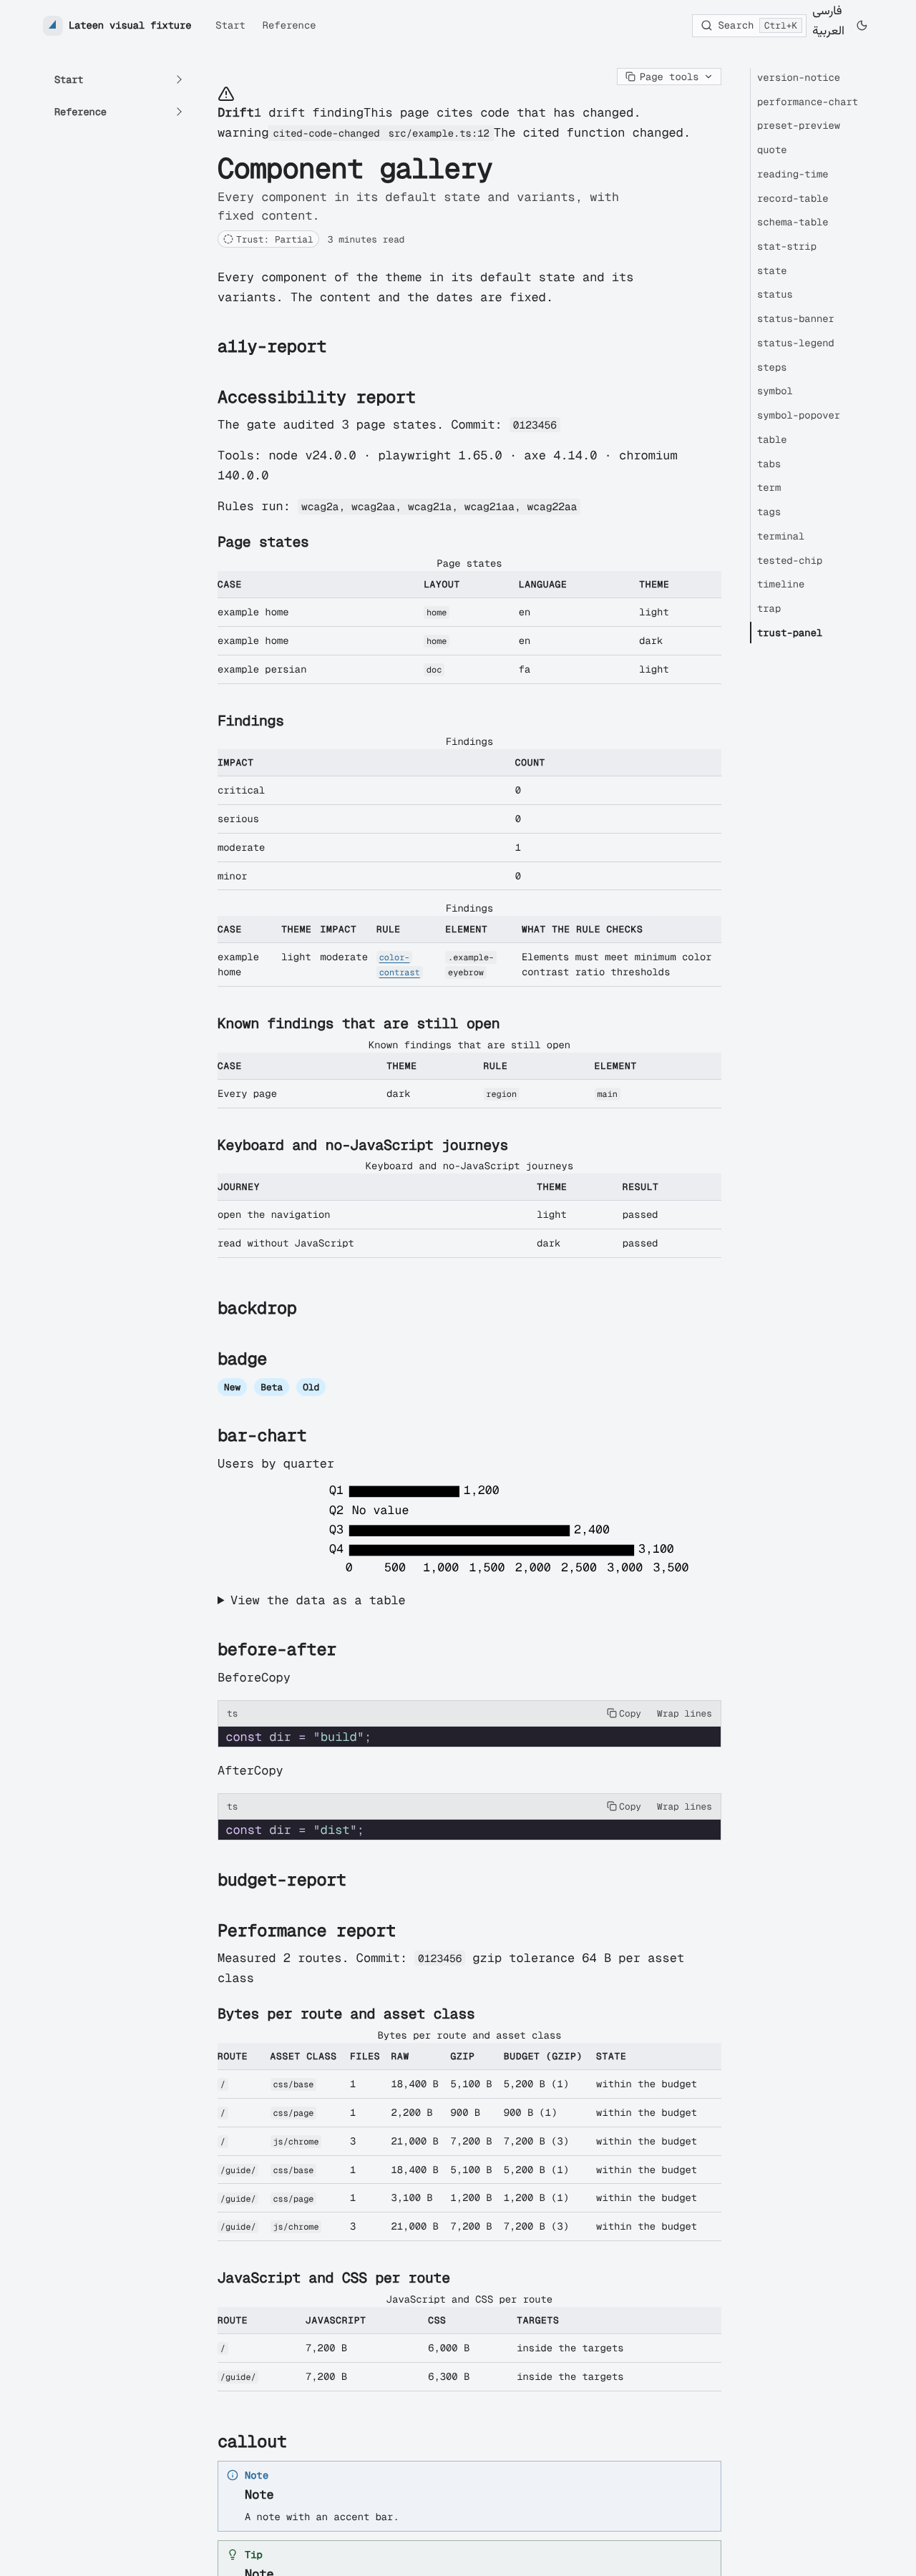 Lateen visual fixture
Start
Reference
Search Ctrl+K
فارسی
العربية
Start
Reference
Page tools
Drift1 drift findingThis page cites code that has changed.
warning cited-code-changed src/example.ts:12 The cited function changed.
Component gallery
Every component in its default state and variants, with
fixed content.
Trust: Partial 3 minutes read
Every component of the theme in its default state and its
variants. The content and the dates are fixed.
a11y-report
Accessibility report
The gate audited 3 page states. Commit: 0123456
Tools: node v24.0.0 · playwright 1.65.0 · axe 4.14.0 · chromium
140.0.0
Rules run: wcag2a, wcag2aa, wcag21a, wcag21aa, wcag22aa
Page states
Page states
CASE LAYOUT LANGUAGE THEME
example home home en light
example home home en dark
example persian doc fa light
Findings
Findings
IMPACT COUNT
critical 0
serious 0
moderate 1
minor 0
Findings
CASE THEME IMPACT RULE ELEMENT WHAT THE RULE CHECKS
example light moderate color- .example- Elements must meet minimum color
home contrast eyebrow contrast ratio thresholds
Known findings that are still open
Known findings that are still open
CASE THEME RULE ELEMENT
Every page dark region main
Keyboard and no-JavaScript journeys
Keyboard and no-JavaScript journeys
JOURNEY THEME RESULT
open the navigation light passed
read without JavaScript dark passed
backdrop
badge
New Beta Old
bar-chart
Users by quarter
Q1 1,200
Q2 No value
Q3 2,400
Q4 3,100
0 500 1,000 1,500 2,000 2,500 3,000 3,500
View the data as a table
before-after
BeforeCopy
ts Copy Wrap lines
const dir = "build";
AfterCopy
ts Copy Wrap lines
const dir = "dist";
budget-report
Performance report
Measured 2 routes. Commit: 0123456 gzip tolerance 64 B per asset
class
Bytes per route and asset class
Bytes per route and asset class
ROUTE ASSET CLASS FILES RAW GZIP BUDGET (GZIP) STATE
/ css/base 1 18,400 B 5,100 B 5,200 B (1) within the budget
/ css/page 1 2,200 B 900 B 900 B (1) within the budget
/ js/chrome 3 21,000 B 7,200 B 7,200 B (3) within the budget
/guide/ css/base 1 18,400 B 5,100 B 5,200 B (1) within the budget
/guide/ css/page 1 3,100 B 1,200 B 1,200 B (1) within the budget
/guide/ js/chrome 3 21,000 B 7,200 B 7,200 B (3) within the budget
JavaScript and CSS per route
JavaScript and CSS per route
ROUTE JAVASCRIPT CSS TARGETS
/ 7,200 B 6,000 B inside the targets
/guide/ 7,200 B 6,300 B inside the targets
callout
Note
Note
A note with an accent bar.
Tip
Note
version-notice
performance-chart
preset-preview
quote
reading-time
record-table
schema-table
stat-strip
state
status
status-banner
status-legend
steps
symbol
symbol-popover
table
tabs
term
tags
terminal
tested-chip
timeline
trap
trust-panel